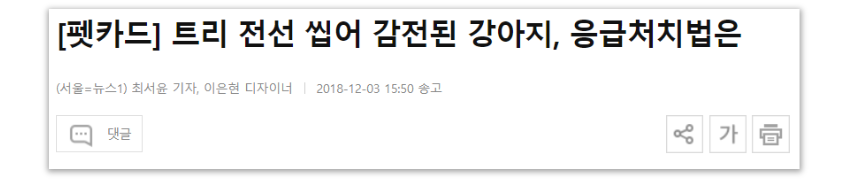 [펫카드] 트리 전선 씹어 감전된 강아지, 응급처치법은
(서울=뉴스1) 최서윤 기자, 이은현 디자이너 | 2018-12-03 15:50 송고
댓글
가